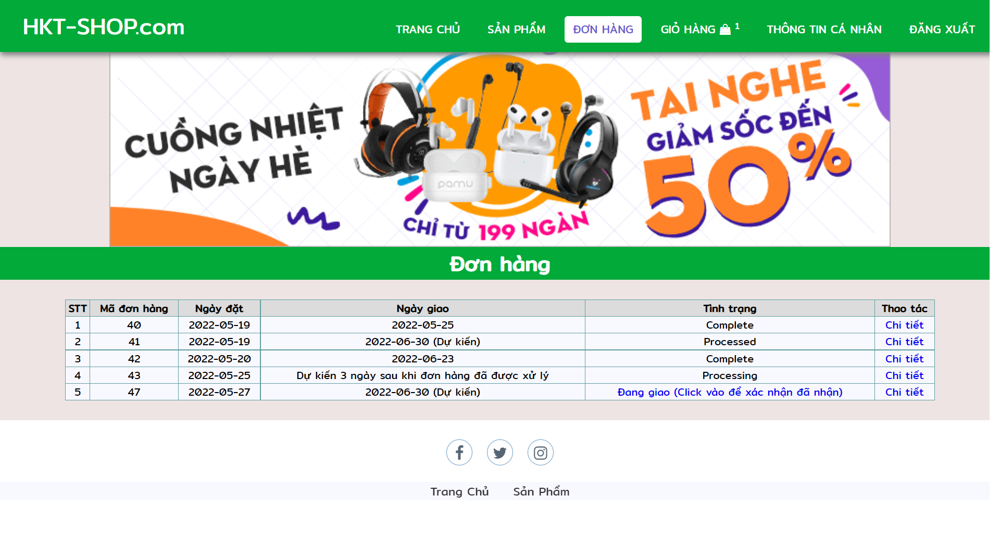 HKT-SHOP.com
TRANG CHỦ SẢN PHẨM ĐƠN HÀNG GIỎ HÀNG 1 THÔNG TIN CÁ NHÂN ĐĂNG XUẤT
CUỒNG NHIỆT
NGÀY HÈ
pamu
CHỈ TỪ 199 NGÀN
TAI NGHE
GIẢM SỐC ĐẾN
50%
Đơn hàng
STT Mã đơn hàng Ngày đặt Ngày giao Tình trạng Thao tác
1 40 2022-05-19 2022-05-25 Complete Chi tiết
2 41 2022-05-19 2022-06-30 (Dự kiến) Processed Chi tiết
3 42 2022-05-20 2022-06-23 Complete Chi tiết
4 43 2022-05-25 Dự kiến 3 ngày sau khi đơn hàng đã được xử lý Processing Chi tiết
5 47 2022-05-27 2022-06-30 (Dự kiến) Đang giao (Click vào để xác nhận đã nhận) Chi tiết
Trang Chủ Sản Phẩm